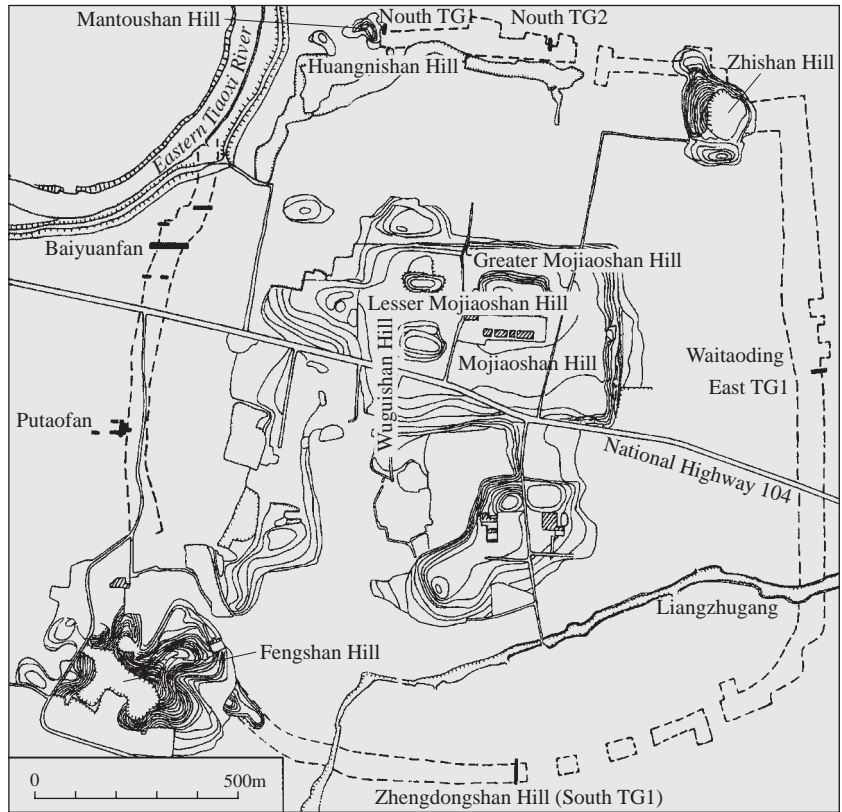 Mantoushan Hill
Nouth TG1
South TG2
Huangnishan Hill
Zhishan Hill
Eastern Tiaoxi River
Baiyuanfan
Greater Mojiaoshan Hill
Lesser Mojiaoshan Hill
Wuguishan Hill
Mojiaoshan Hill
Waitaoding
East TG1
Putaofan
National Highway 104
Liangzhugang
Fengshan Hill
0 500m
Zhengdongshan Hill (South TG1)